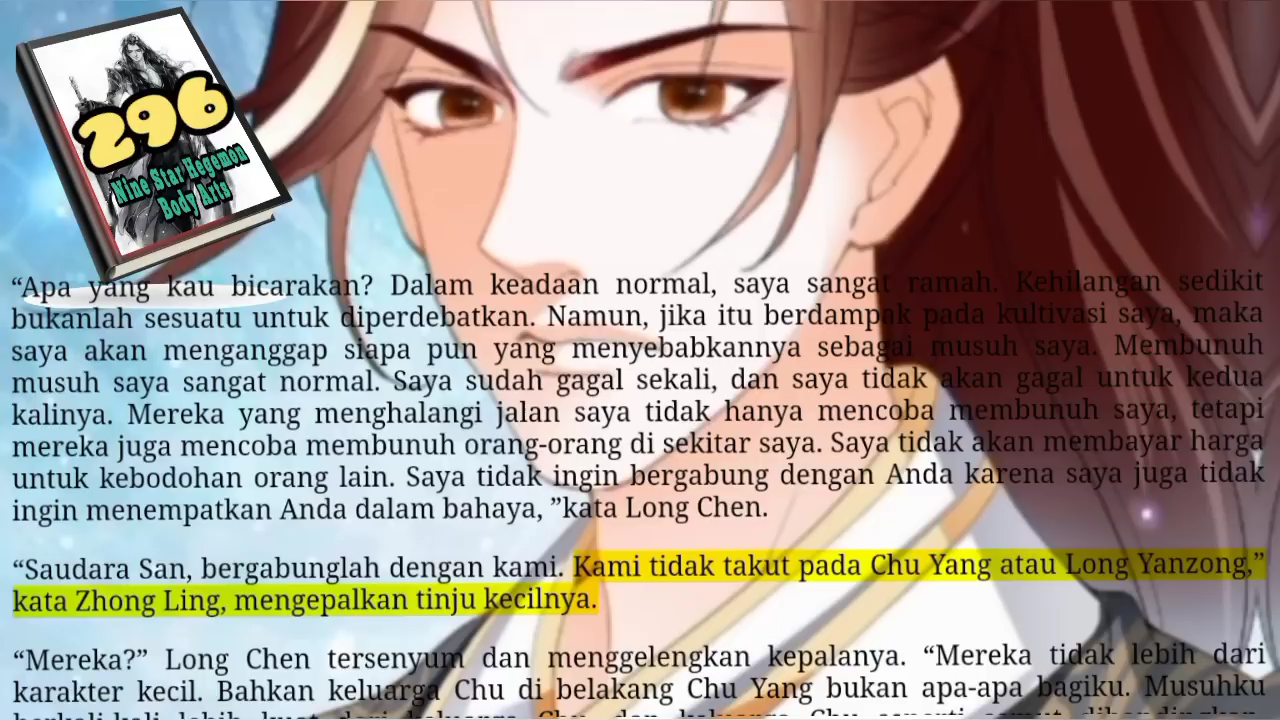 296
Nine Star Hegemon
Body Arts
“Apa yang kau bicarakan? Dalam keadaan normal, saya sangat ramah. Kehilangan sedikit
bukanlah sesuatu untuk diperdebatkan. Namun, jika itu berdampak pada kultivasi saya, maka
saya akan menganggap siapa pun yang menyebabkannya sebagai musuh saya. Membunuh
musuh saya sangat normal. Saya sudah gagal sekali, dan saya tidak akan gagal untuk kedua
kalinya. Mereka yang menghalangi jalan saya tidak hanya mencoba membunuh saya, tetapi
mereka juga mencoba membunuh orang-orang di sekitar saya. Saya tidak akan membayar harga
untuk kebodohan orang lain. Saya tidak ingin bergabung dengan Anda karena saya juga tidak
ingin menempatkan Anda dalam bahaya, ”kata Long Chen.
“Saudara San, bergabunglah dengan kami. Kami tidak takut pada Chu Yang atau Long Yanzong,”
kata Zhong Ling, mengepalkan tinju kecilnya.
“Mereka?” Long Chen tersenyum dan menggelengkan kepalanya. “Mereka tidak lebih dari
karakter kecil. Bahkan keluarga Chu di belakang Chu Yang bukan apa-apa bagiku. Musuhku